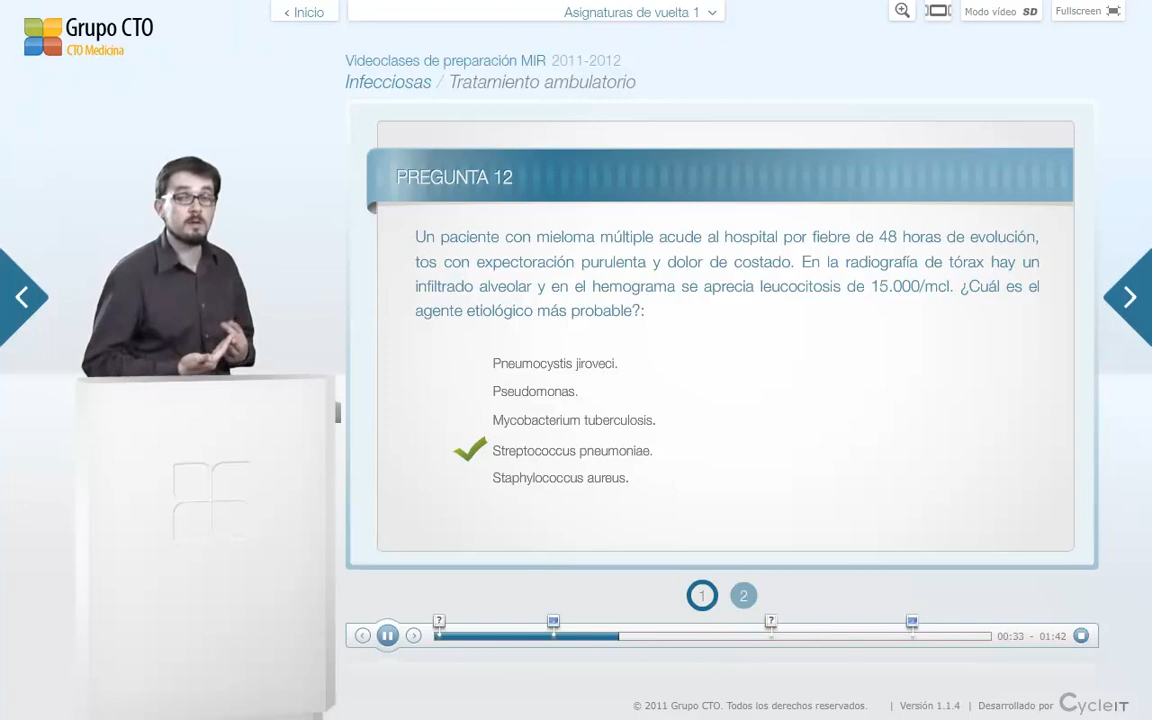 Grupo CTO
CTO Medicina
‹ Inicio
Asignaturas de vuelta 1
Modo vídeo SD
Fullscreen
Videoclases de preparación MIR 2011-2012
Infecciosas / Tratamiento ambulatorio
PREGUNTA 12
Un paciente con mieloma múltiple acude al hospital por fiebre de 48 horas de evolución,
tos con expectoración purulenta y dolor de costado. En la radiografía de tórax hay un
infiltrado alveolar y en el hemograma se aprecia leucocitosis de 15.000/mcl. ¿Cuál es el
agente etiológico más probable?:
Pneumocystis jiroveci.
Pseudomonas.
Mycobacterium tuberculosis.
Streptococcus pneumoniae.
Staphylococcus aureus.
1 2
? ?
00:33 - 01:42
© 2011 Grupo CTO. Todos los derechos reservados. | Versión 1.1.4 | Desarrollado por CycleIT